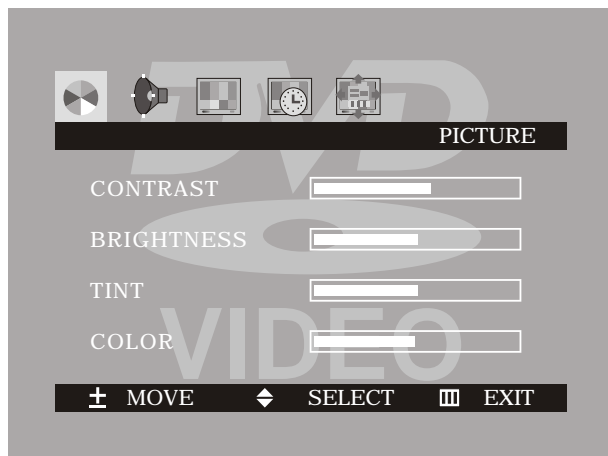 DVD
PICTURE
CONTRAST
BRIGHTNESS
TINT
COLOR
VIDEO
± MOVE SELECT EXIT